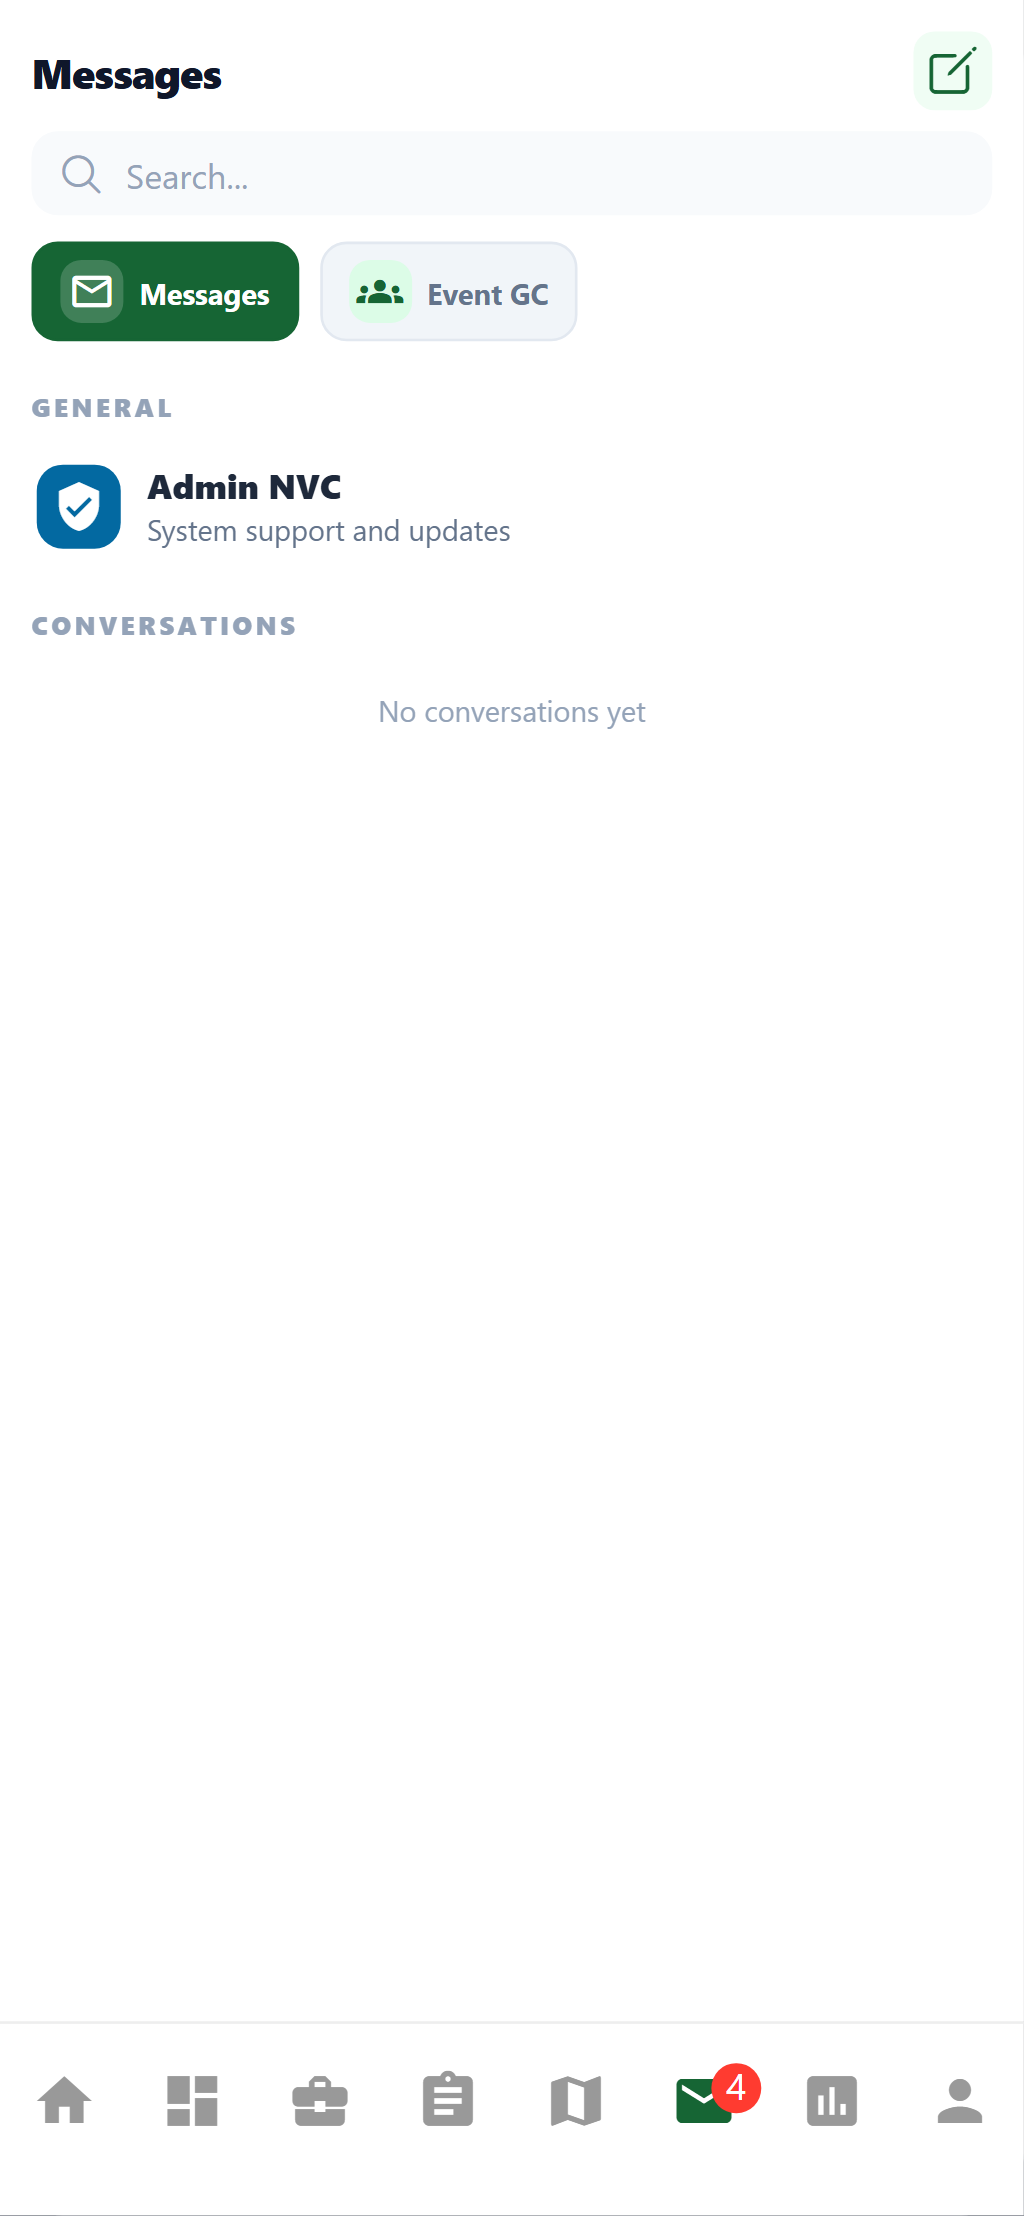 Messages
Search...
Messages
Event GC
GENERAL
Admin NVC
System support and updates
CONVERSATIONS
No conversations yet
4